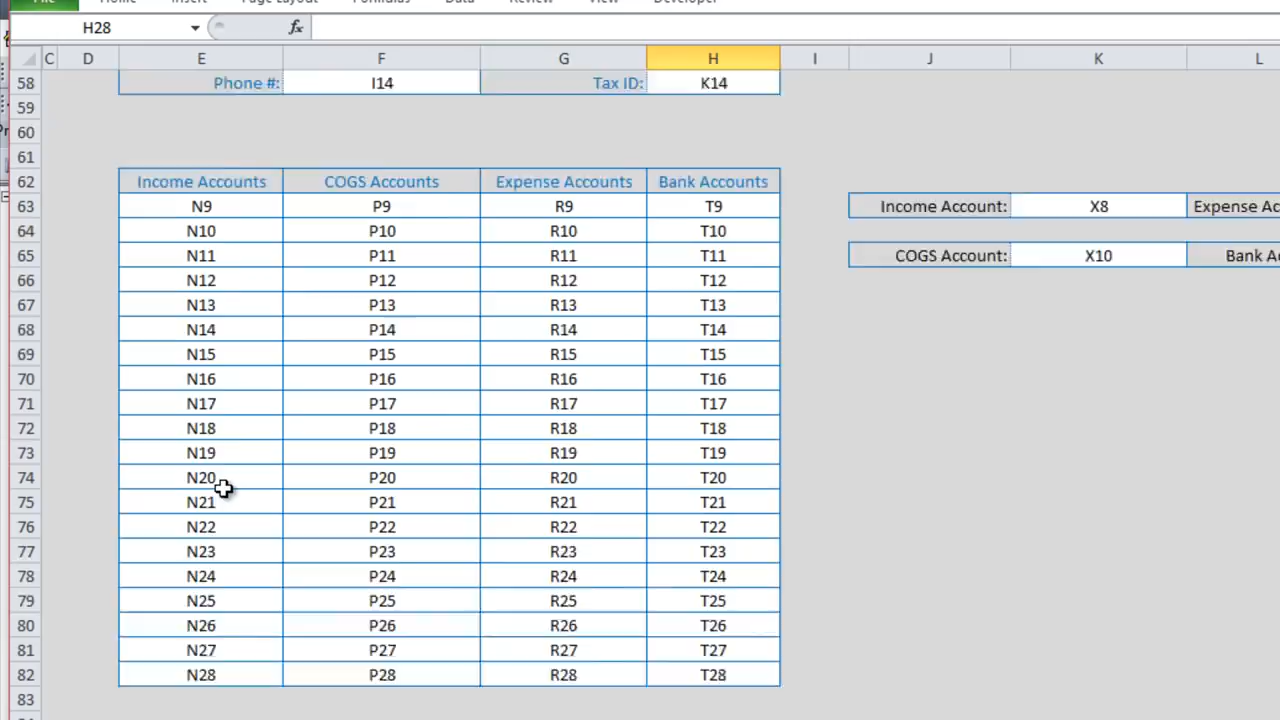 File Home Insert Page Layout Formulas Data Review View Developer
H28 fx
C D E F G H I J K L
58 Phone #: I14 Tax ID: K14
59
60
61
62 Income Accounts COGS Accounts Expense Accounts Bank Accounts
63 N9 P9 R9 T9 Income Account: X8 Expense Ac
64 N10 P10 R10 T10
65 N11 P11 R11 T11 COGS Account: X10 Bank Ac
66 N12 P12 R12 T12
67 N13 P13 R13 T13
68 N14 P14 R14 T14
69 N15 P15 R15 T15
70 N16 P16 R16 T16
71 N17 P17 R17 T17
72 N18 P18 R18 T18
73 N19 P19 R19 T19
74 N20 P20 R20 T20
75 N21 P21 R21 T21
76 N22 P22 R22 T22
77 N23 P23 R23 T23
78 N24 P24 R24 T24
79 N25 P25 R25 T25
80 N26 P26 R26 T26
81 N27 P27 R27 T27
82 N28 P28 R28 T28
83